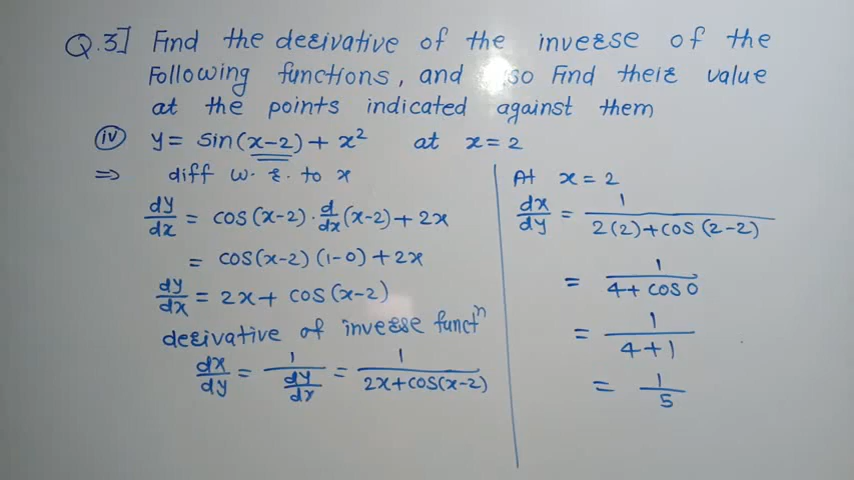 Q.3] Find the derivative of the inverse of the
following functions, and also find their value
at the points indicated against them
(iv) y = sin(x-2) + x² at x = 2
⇒ diff w. r. to x
dy/dx = cos(x-2) · d/dx (x-2) + 2x
= cos(x-2) (1-0) + 2x
dy/dx = 2x + cos(x-2)
derivative of inverse functⁿ
dx/dy = 1/(dy/dx) = 1/(2x+cos(x-2))
At x = 2
dx/dy = 1/(2(2)+cos(2-2))
= 1/(4+cos0)
= 1/(4+1)
= 1/5